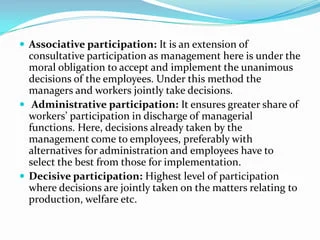 • Associative participation: It is an extension of
consultative participation as management here is under the
moral obligation to accept and implement the unanimous
decisions of the employees. Under this method the
managers and workers jointly take decisions.
• Administrative participation: It ensures greater share of
workers' participation in discharge of managerial
functions. Here, decisions already taken by the
management come to employees, preferably with
alternatives for administration and employees have to
select the best from those for implementation.
• Decisive participation: Highest level of participation
where decisions are jointly taken on the matters relating to
production, welfare etc.